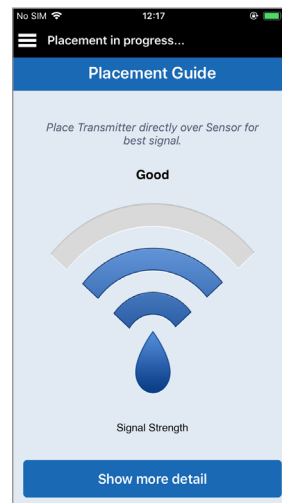 No SIM 12:17
Placement in progress...
Placement Guide
Place Transmitter directly over Sensor for
best signal.
Good
Signal Strength
Show more detail